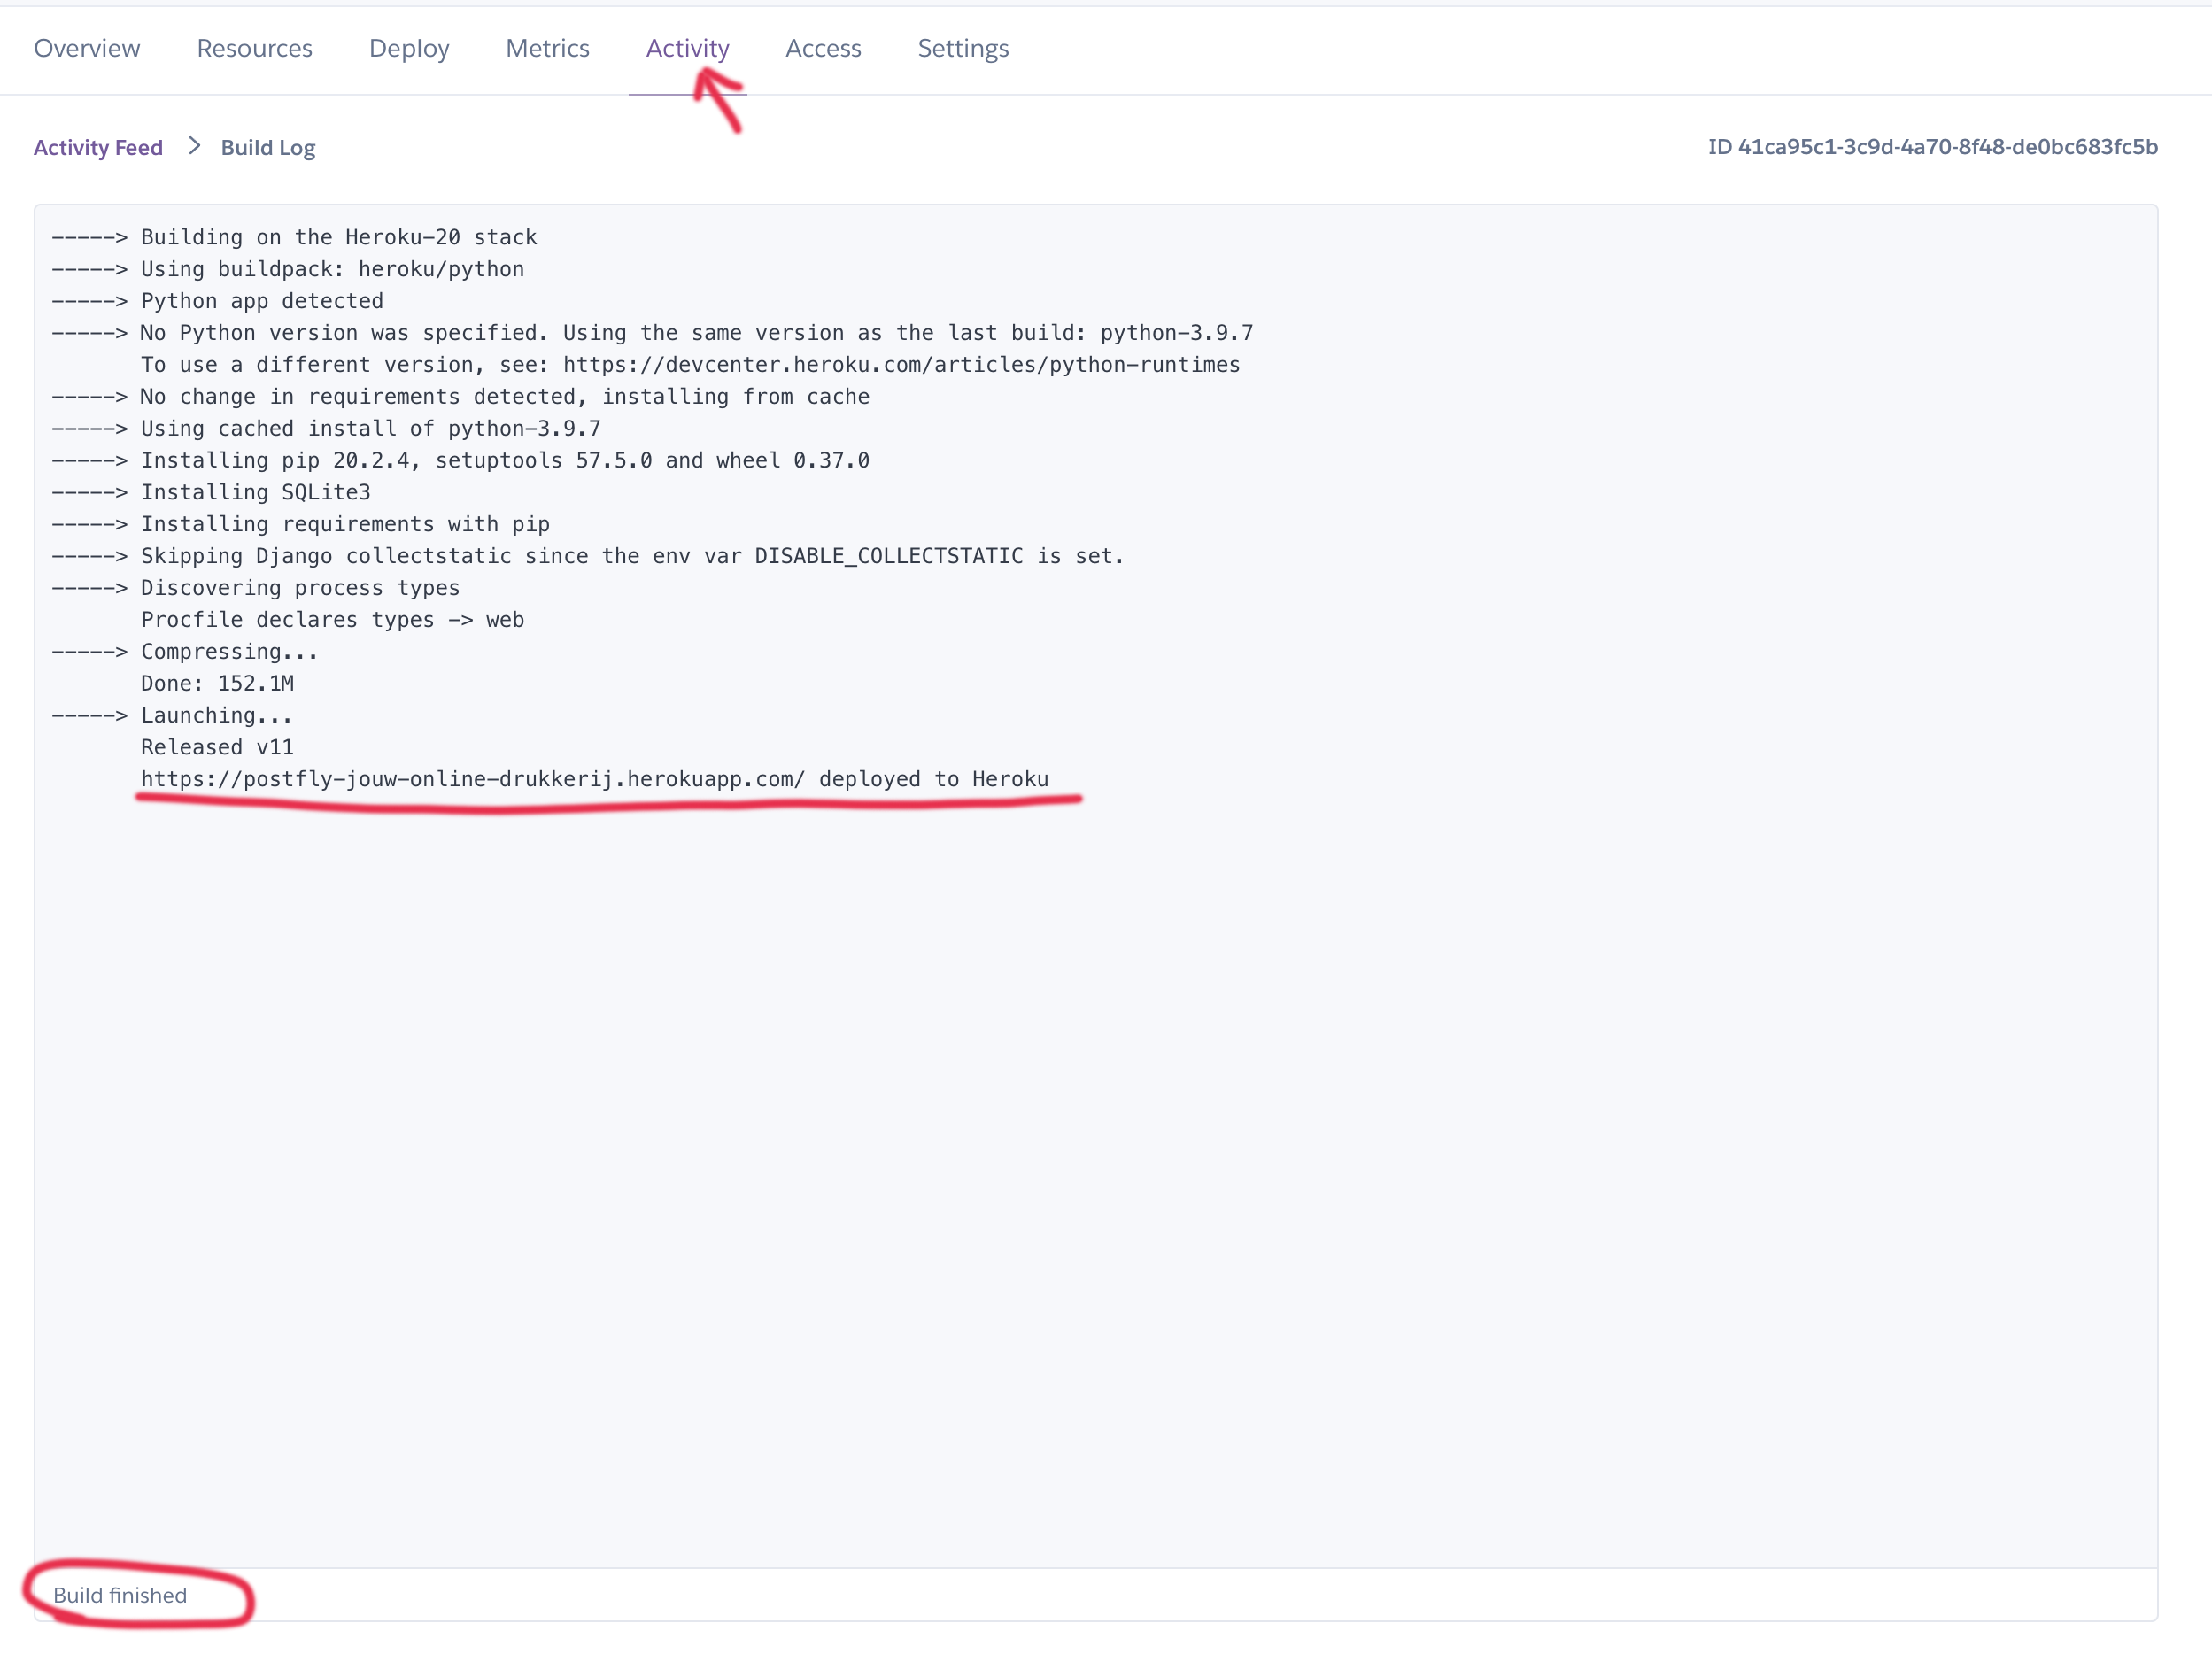 Overview Resources Deploy Metrics Activity Access Settings
Activity Feed > Build Log ID 41ca95c1-3c9d-4a70-8f48-de0bc683fc5b
-----> Building on the Heroku-20 stack
-----> Using buildpack: heroku/python
-----> Python app detected
-----> No Python version was specified. Using the same version as the last build: python-3.9.7
To use a different version, see: https://devcenter.heroku.com/articles/python-runtimes
-----> No change in requirements detected, installing from cache
-----> Using cached install of python-3.9.7
-----> Installing pip 20.2.4, setuptools 57.5.0 and wheel 0.37.0
-----> Installing SQLite3
-----> Installing requirements with pip
-----> Skipping Django collectstatic since the env var DISABLE_COLLECTSTATIC is set.
-----> Discovering process types
Procfile declares types -> web
-----> Compressing...
Done: 152.1M
-----> Launching...
Released v11
https://postfly-jouw-online-drukkerij.herokuapp.com/ deployed to Heroku
Build finished